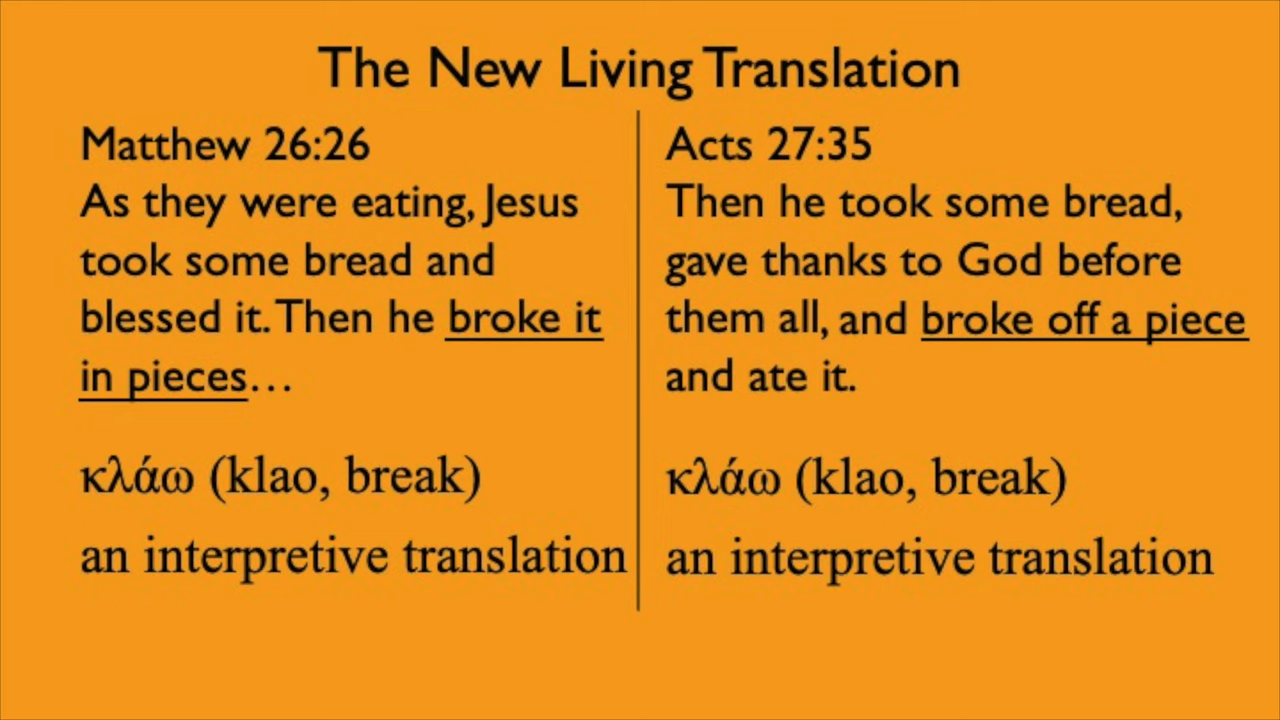 The New Living Translation
Matthew 26:26
As they were eating, Jesus
took some bread and
blessed it. Then he broke it
in pieces…
κλάω (klao, break)
an interpretive translation
Acts 27:35
Then he took some bread,
gave thanks to God before
them all, and broke off a piece
and ate it.
κλάω (klao, break)
an interpretive translation